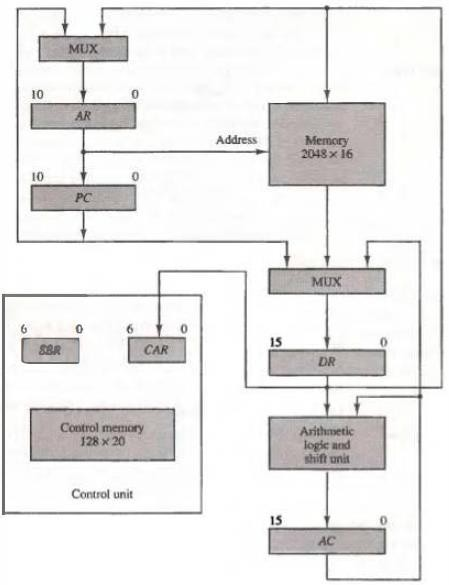 MUX
10 0
AR
Address
Memory
2048 × 16
10 0
PC
MUX
6 0
SBR
6 0
CAR
15 0
DR
Control memory
128 × 20
Arithmetic
logic and
shift unit
Control unit
15 0
AC